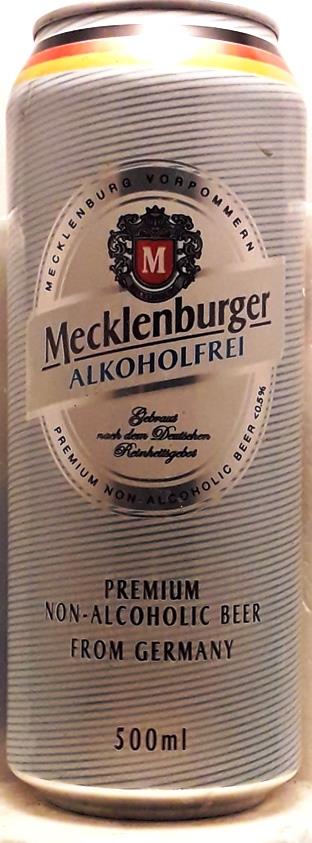 MECKLENBURG VORPOMMERN
M
Mecklenburger
ALKOHOLFREI
Gebraut
nach dem Deutschen
Reinheitsgebot
PREMIUM NON-ALCOHOLIC BEER <0.5%
PREMIUM
NON-ALCOHOLIC BEER
FROM GERMANY
500ml